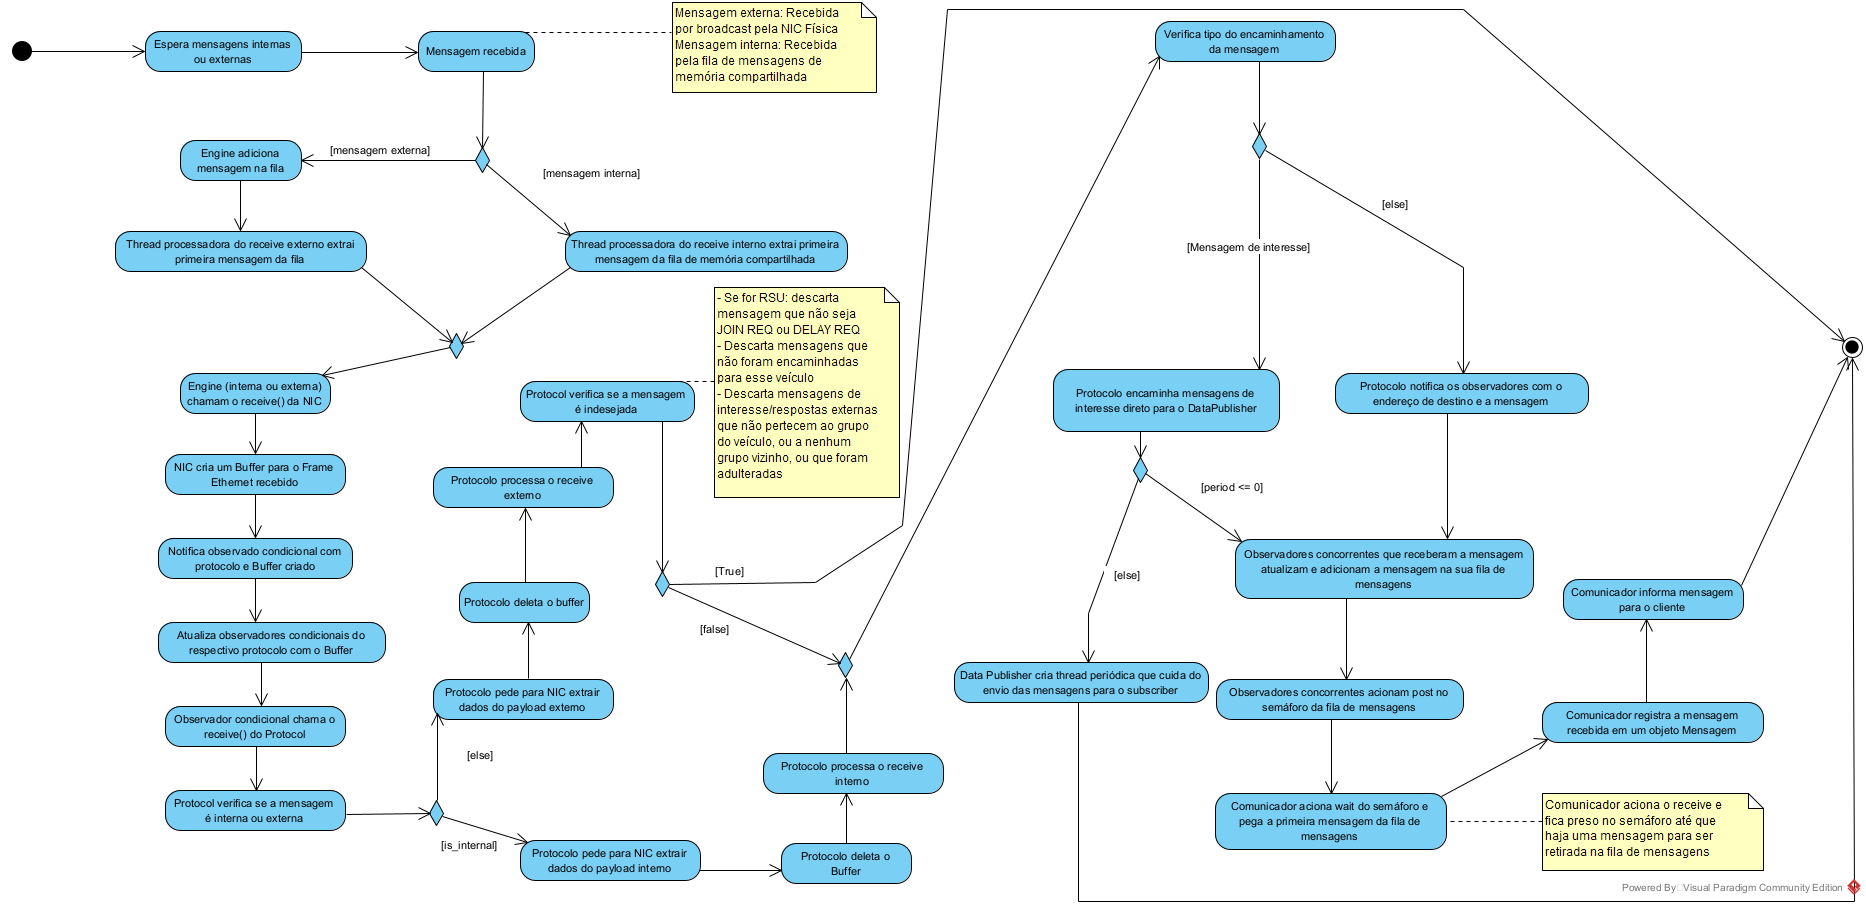 Espera mensagens internas
ou externas
Mensagem recebida
Mensagem externa: Recebida
por broadcast pela NIC Física
Mensagem interna: Recebida
pela fila de mensagens de
memória compartilhada
Engine adiciona
mensagem na fila
[mensagem externa]
[mensagem interna]
Thread processadora do receive externo extrai
primeira mensagem da fila
Thread processadora do receive interno extrai primeira
mensagem da fila de memória compartilhada
Engine (interna ou externa)
chamam o receive() da NIC
NIC cria um Buffer para o Frame
Ethernet recebido
Notifica observado condicional com
protocolo e Buffer criado
Atualiza observadores condicionais do
respectivo protocolo com o Buffer
Observador condicional chama o
receive() do Protocol
Protocol verifica se a mensagem
é interna ou externa
[else]
[is_internal]
Protocolo pede para NIC extrair
dados do payload externo
Protocolo deleta o buffer
Protocolo processa o receive
externo
Protocol verifica se a mensagem
é indesejada
- Se for RSU: descarta
mensagem que não seja
JOIN REQ ou DELAY REQ
- Descarta mensagens que
não foram encaminhadas
para esse veículo
- Descarta mensagens de
interesse/respostas externas
que não pertecem ao grupo
do veículo, ou a nenhum
grupo vizinho, ou que foram
adulteradas
[True]
[false]
Protocolo pede para NIC extrair
dados do payload interno
Protocolo deleta o
Buffer
Protocolo processa o receive
interno
Verifica tipo do encaminhamento
da mensagem
[else]
[Mensagem de interesse]
Protocolo encaminha mensagens de
interesse direto para o DataPublisher
Protocolo notifica os observadores com o
endereço de destino e a mensagem
[period <= 0]
[else]
Observadores concorrentes que receberam a mensagem
atualizam e adicionam a mensagem na sua fila de
mensagens
Data Publisher cria thread periódica que cuida do
envio das mensagens para o subscriber
Observadores concorrentes acionam post no
semáforo da fila de mensagens
Comunicador aciona wait do semáforo e
pega a primeira mensagem da fila de
mensagens
Comunicador aciona o receive e
fica preso no semáforo até que
haja uma mensagem para ser
retirada na fila de mensagens
Comunicador registra a mensagem
recebida em um objeto Mensagem
Comunicador informa mensagem
para o cliente
Powered By Visual Paradigm Community Edition